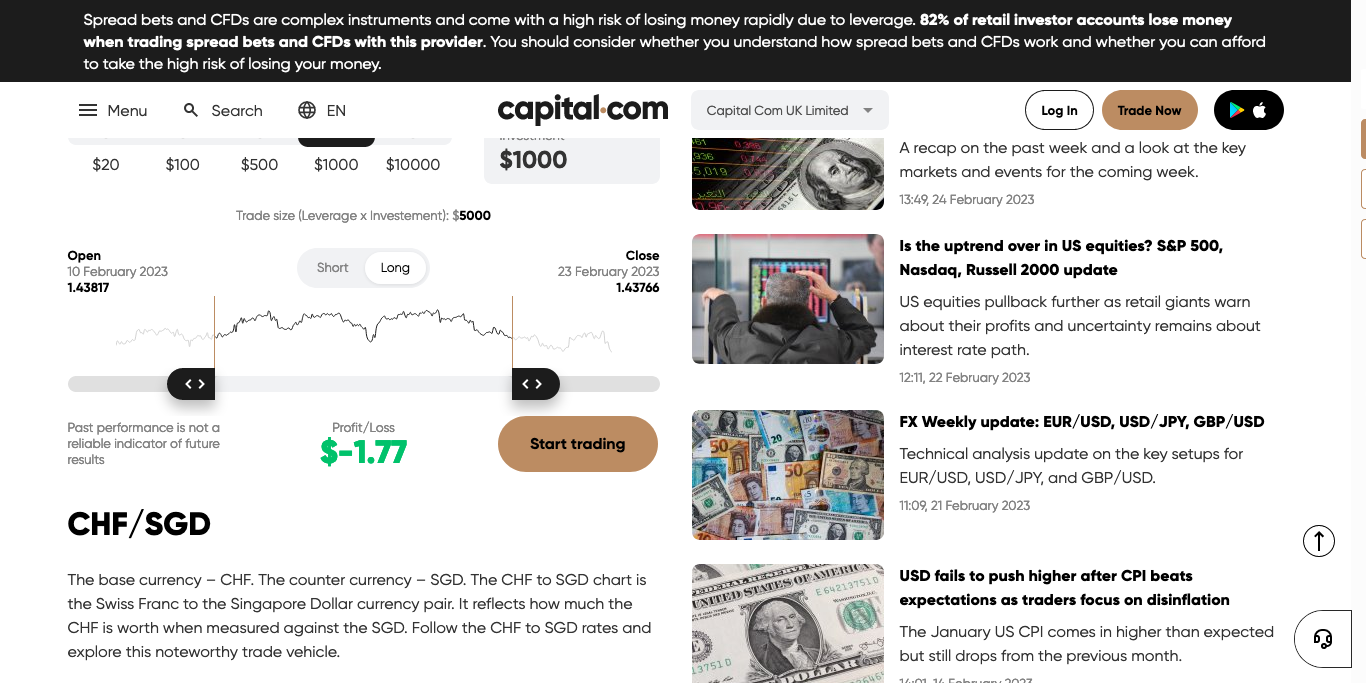 Spread bets and CFDs are complex instruments and come with a high risk of losing money rapidly due to leverage. 82% of retail investor accounts lose money
when trading spread bets and CFDs with this provider. You should consider whether you understand how spread bets and CFDs work and whether you can afford
to take the high risk of losing your money.
Menu
Search
EN
capital.com
Capital Com UK Limited
Log In
Trade Now
Investment
$20
$100
$500
$1000
$10000
$1000
Trade size (Leverage x Investement): $5000
Open
10 February 2023
1.43817
Short
Long
Close
23 February 2023
1.43766
Past performance is not a
reliable indicator of future
results
Profit/Loss
$-1.77
Start trading
CHF/SGD
The base currency – CHF. The counter currency – SGD. The CHF to SGD chart is
the Swiss Franc to the Singapore Dollar currency pair. It reflects how much the
CHF is worth when measured against the SGD. Follow the CHF to SGD rates and
explore this noteworthy trade vehicle.
A recap on the past week and a look at the key
markets and events for the coming week.
13:49, 24 February 2023
Is the uptrend over in US equities? S&P 500,
Nasdaq, Russell 2000 update
US equities pullback further as retail giants warn
about their profits and uncertainty remains about
interest rate path.
12:11, 22 February 2023
FX Weekly update: EUR/USD, USD/JPY, GBP/USD
Technical analysis update on the key setups for
EUR/USD, USD/JPY, and GBP/USD.
11:09, 21 February 2023
USD fails to push higher after CPI beats
expectations as traders focus on disinflation
The January US CPI comes in higher than expected
but still drops from the previous month.
14:01, 14 February 2023